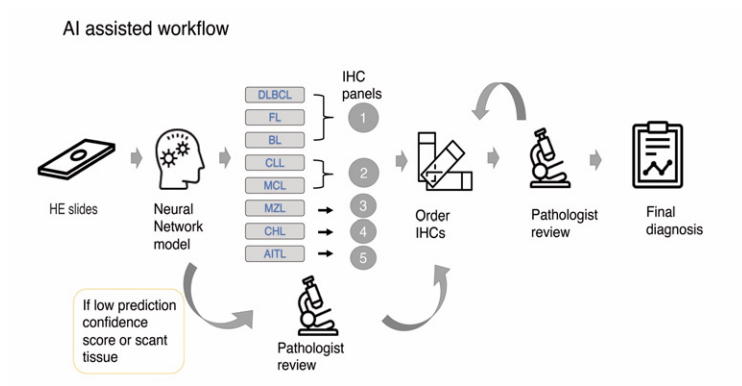 AI assisted workflow
IHC
panels
DLBCL
FL
BL
1
CLL
MCL
2
MZL
3
CHL
4
AITL
5
HE slides
Neural
Network
model
Order
IHCs
Pathologist
review
Final
diagnosis
If low prediction
confidence
score or scant
tissue
Pathologist
review